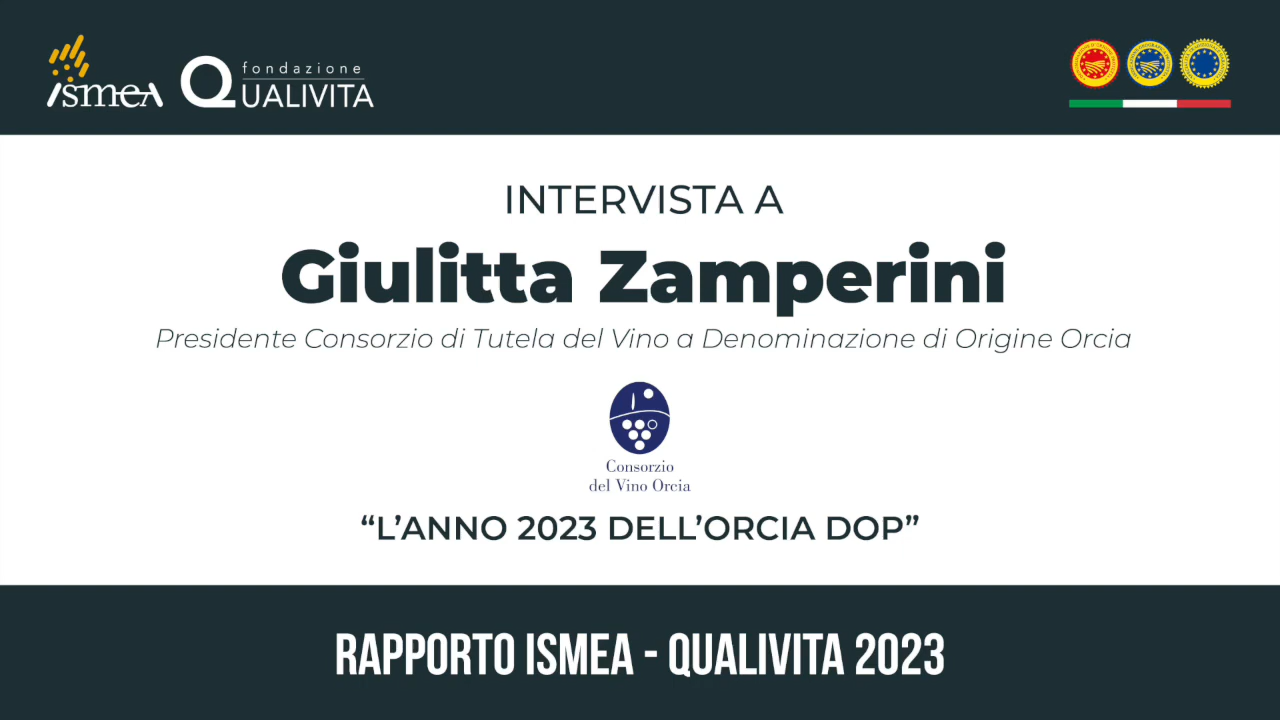 ismea
fondazione
QUALIVITA
INTERVISTA A
Giulitta Zamperini
Presidente Consorzio di Tutela del Vino a Denominazione di Origine Orcia
Consorzio
del Vino Orcia
“L’ANNO 2023 DELL’ORCIA DOP”
RAPPORTO ISMEA - QUALIVITA 2023